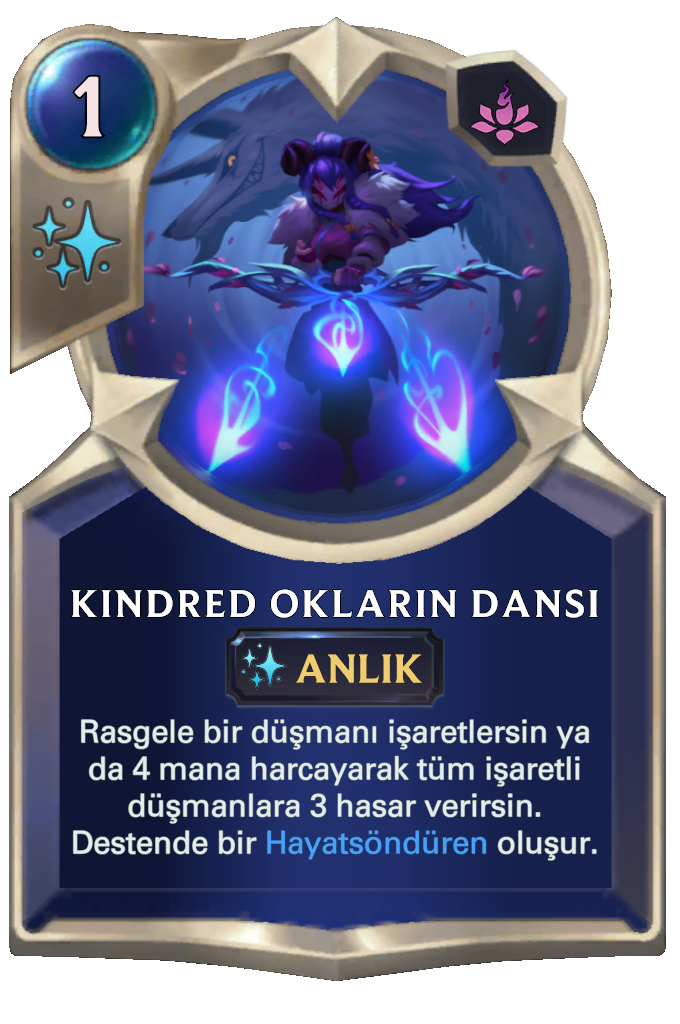 1
KINDRED OKLARIN DANSI
ANLIK
Rasgele bir düşmanı işaretlersin ya
da 4 mana harcayarak tüm işaretli
düşmanlara 3 hasar verirsin.
Destende bir Hayatsöndüren oluşur.